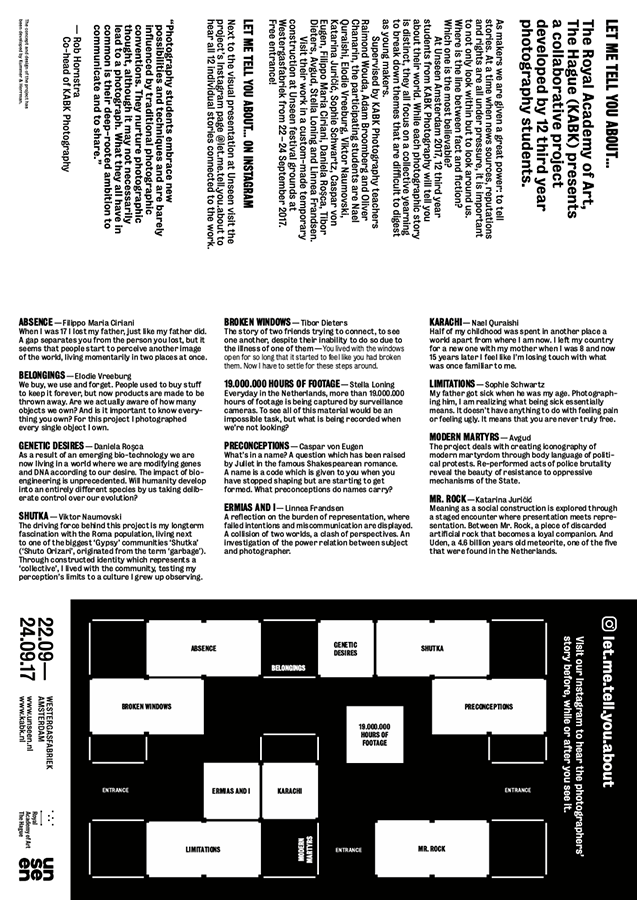 LET ME TELL YOU ABOUT...
The Royal Academy of Art,
The Hague (KABK) presents
a collaborative project
developed by 12 third year
photography students.
As makers we are given a great power: to tell
stories. At a time when news sources, reputations
and rights are all under pressure, it is important
to not only look within but to look around us.
Where is the line between fact and fiction?
Which one is the most believable?
At Unseen Amsterdam 2017, 12 third year
students from KABK Photography will tell you
about their world. While each photographic story
is distinct, they all focus on a collective yearning
to break down themes that are difficult to digest
as young makers.
Supervised by KABK Photography teachers
Raimond Wouda, Adam Broomberg and Oliver
Chanarin, the participating students are Nael
Quraishi, Elodie Vreeburg, Viktor Naumovski,
Katarina Juričić, Sophie Schwartz, Caspar von
Eugen, Filippo Maria Ciriani, Daniela Roșca, Tibor
Dieters, Avgud, Stella Loning and Linnea Frandsen.
Visit their work in a custom-made temporary
construction at Unseen festival grounds at
Westergasfabriek from 22 – 24 September 2017.
Free entrance!
LET ME TELL YOU ABOUT... ON INSTAGRAM
Next to the visual presentation at Unseen visit the
project's Instagram page @let.me.tell.you.about to
hear all 12 individual stories connected to the work.
“Photography students embrace new
possibilities and techniques and are barely
influenced by traditional photographic
conventions. They nurture photographic
thought, although it may not necessarily
lead to a photograph. What they all have in
common is their deep-rooted ambition to
communicate and to share.”
— Rob Hornstra
Co-head of KABK Photography
The concept and design of the project has
ABSENCE — Filippo Maria Ciriani
When I was 17 I lost my father, just like my father did.
A gap separates you from the person you lost, but it
seems that people start to perceive another image
of the world, living momentarily in two places at once.
BELONGINGS — Elodie Vreeburg
We buy, we use and forget. People used to buy stuff
to keep it forever, but now products are made to be
thrown away. Are we actually aware of how many
objects we own? And is it important to know every-
thing you own? For this project I photographed
every single object I own.
GENETIC DESIRES — Daniela Roșca
As a result of an emerging bio-technology we are
now living in a world where we are modifying genes
and DNA according to our desire. The impact of bio-
engineering is unprecedented. Will humanity develop
into an entirely different species by us taking delib-
erate control over our evolution?
SHUTKA — Viktor Naumovski
The driving force behind this project is my longterm
fascination with the Roma population, living next
to one of the biggest ‘Gypsy’ communities ‘Shutka’
(‘Shuto Orizari’, originated from the term ‘garbage’).
Through constructed identity which represents a
‘collective’, I lived with the community, testing my
perception's limits to a culture I grew up observing.
BROKEN WINDOWS — Tibor Dieters
The story of two friends trying to connect, to see
one another, despite their inability to do so due to
the illness of one of them — You lived with the windows
open for so long that it started to feel like you had broken
them. Now I have to settle for these steps around.
19.000.000 HOURS OF FOOTAGE — Stella Loning
Everyday in the Netherlands, more than 19.000.000
hours of footage is being captured by surveillance
cameras. To see all of this material would be an
impossible task, but what is being recorded when
we're not looking?
PRECONCEPTIONS — Caspar von Eugen
What's in a name? A question which has been raised
by Juliet in the famous Shakespearean romance.
A name is a code which is given to you when you
have stopped shaping but are starting to get
formed. What preconceptions do names carry?
ERMIAS AND I — Linnea Frandsen
A reflection on the burden of representation, where
failed intentions and miscommunication are displayed.
A collision of two worlds, a clash of perspectives. An
investigation of the power relation between subject
and photographer.
KARACHI — Nael Quraishi
Half of my childhood was spent in another place a
world apart from where I am now. I left my country
for a new one with my mother when I was 8 and now
15 years later I feel like I'm losing touch with what
was once familiar to me.
LIMITATIONS — Sophie Schwartz
My father got sick when he was my age. Photograph-
ing him, I am realizing what being sick essentially
means. It doesn't have anything to do with feeling pain
or feeling ugly. It means that you are never truly free.
MODERN MARTYRS — Avgud
The project deals with creating iconography of
modern martyrdom through body language of politi-
cal protests. Re-performed acts of police brutality
reveal the beauty of resistance to oppressive
mechanisms of the State.
MR. ROCK — Katarina Juričić
Meaning as a social construction is explored through
a staged encounter where presentation meets repre-
sentation. Between Mr. Rock, a piece of discarded
artificial rock that becomes a loyal companion. And
Uden, a 4.6 billion years old meteorite, one of the five
that were found in the Netherlands.
let.me.tell.you.about
Visit our Instagram to hear the photographers'
story before, while or after you see it.
ABSENCE
BELONGINGS
GENETIC
DESIRES
SHUTKA
BROKEN WINDOWS
19.000.000
HOURS OF
FOOTAGE
PRECONCEPTIONS
ENTRANCE
ERMIAS AND I
KARACHI
ENTRANCE
LIMITATIONS
MODERN
MARTYRS
ENTRANCE
MR. ROCK
22.09—
24.09.17
WESTERGASFABRIEK
AMSTERDAM
www.unseen.nl
www.kabk.nl
Royal
Academy of Art
The Hague
unseen